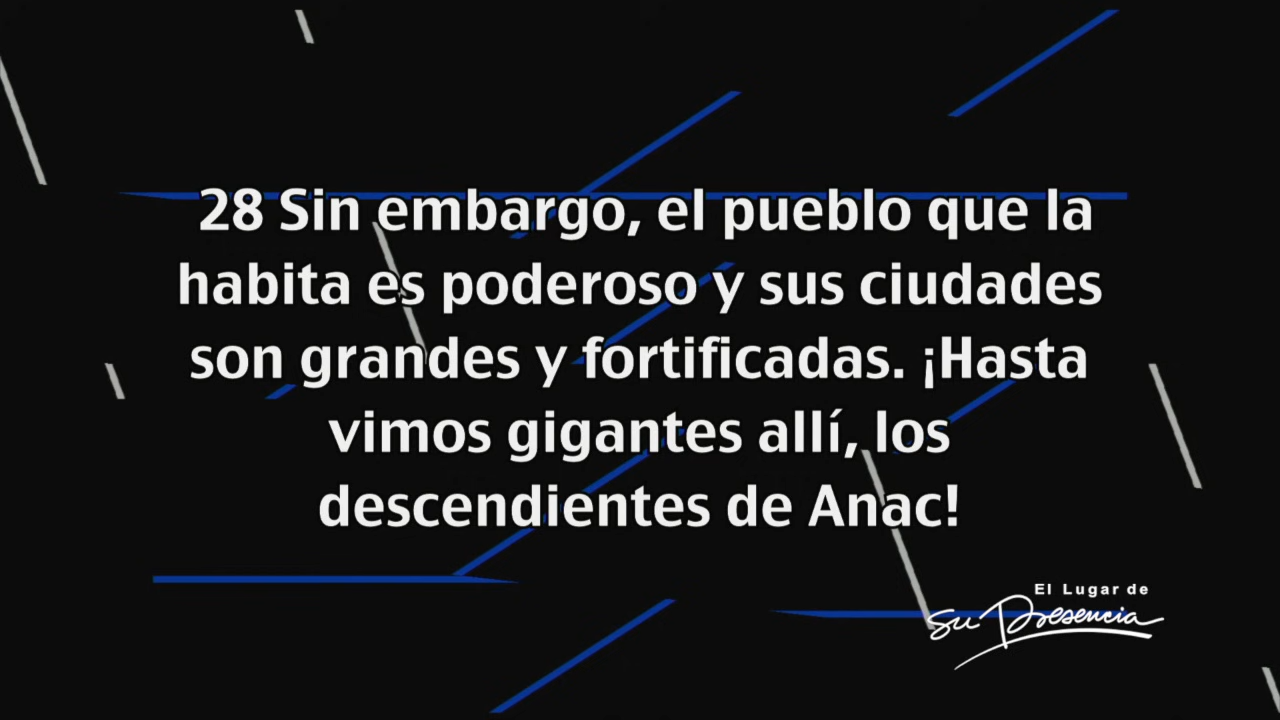 28 Sin embargo, el pueblo que la
habita es poderoso y sus ciudades
son grandes y fortificadas. ¡Hasta
vimos gigantes allí, los
descendientes de Anac!
El Lugar de
Su Presencia